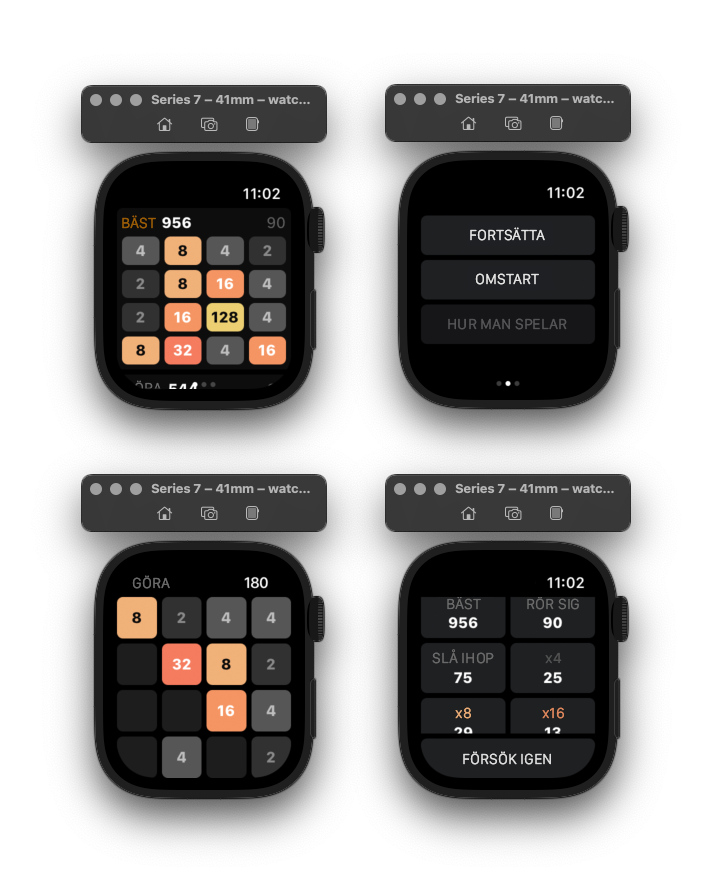 Series 7 – 41mm – watc...
11:02
BÄST 956 90
4 8 4 2
2 8 16 4
2 16 128 4
8 32 4 16
544
Series 7 – 41mm – watc...
11:02
FORTSÄTTA
OMSTART
HUR MAN SPELAR
Series 7 – 41mm – watc...
GÖRA 180
8 2 4 4
32 8 2
16 4
4 2
Series 7 – 41mm – watc...
11:02
BÄST RÖR SIG
956 90
SLÅ IHOP x4
75 25
x8 x16
29 13
FÖRSÖK IGEN